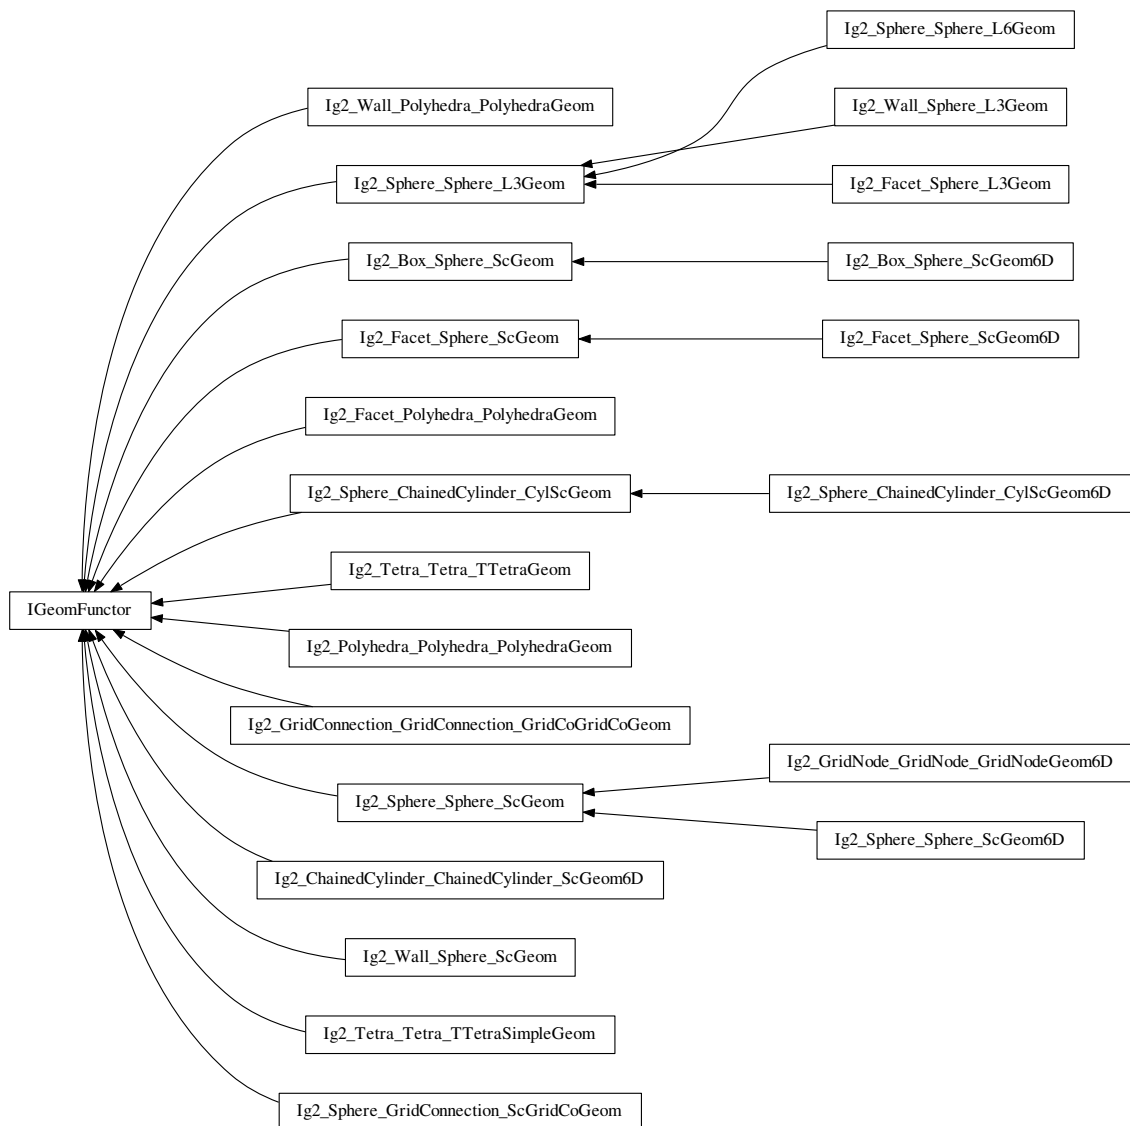 Ig2_Sphere_Sphere_L6Geom
Ig2_Wall_Polyhedra_PolyhedraGeom
Ig2_Wall_Sphere_L3Geom
Ig2_Sphere_Sphere_L3Geom
Ig2_Facet_Sphere_L3Geom
Ig2_Box_Sphere_ScGeom
Ig2_Box_Sphere_ScGeom6D
Ig2_Facet_Sphere_ScGeom
Ig2_Facet_Sphere_ScGeom6D
Ig2_Facet_Polyhedra_PolyhedraGeom
Ig2_Sphere_ChainedCylinder_CylScGeom
Ig2_Sphere_ChainedCylinder_CylScGeom6D
Ig2_Tetra_Tetra_TTetraGeom
IGeomFunctor
Ig2_Polyhedra_Polyhedra_PolyhedraGeom
Ig2_GridConnection_GridConnection_GridCoGridCoGeom
Ig2_GridNode_GridNode_GridNodeGeom6D
Ig2_Sphere_Sphere_ScGeom
Ig2_Sphere_Sphere_ScGeom6D
Ig2_ChainedCylinder_ChainedCylinder_ScGeom6D
Ig2_Wall_Sphere_ScGeom
Ig2_Tetra_Tetra_TTetraSimpleGeom
Ig2_Sphere_GridConnection_ScGridCoGeom